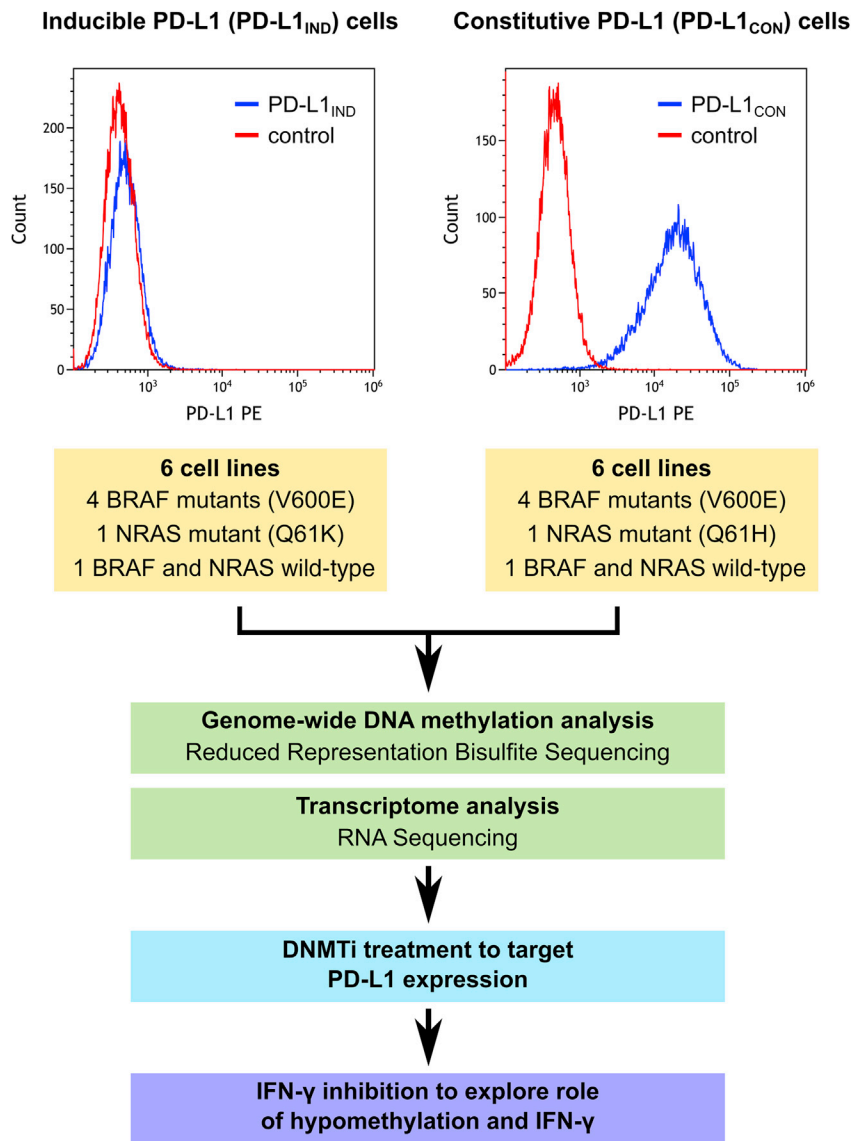 Inducible PD-L1 (PD-L1IND) cells
PD-L1IND
control
Count
200
150
100
50
0
10³
10⁴
10⁵
10⁶
PD-L1 PE
Constitutive PD-L1 (PD-L1CON) cells
PD-L1CON
control
Count
150
100
50
0
10³
10⁴
10⁵
10⁶
PD-L1 PE
6 cell lines
4 BRAF mutants (V600E)
1 NRAS mutant (Q61K)
1 BRAF and NRAS wild-type
6 cell lines
4 BRAF mutants (V600E)
1 NRAS mutant (Q61H)
1 BRAF and NRAS wild-type
Genome-wide DNA methylation analysis
Reduced Representation Bisulfite Sequencing
Transcriptome analysis
RNA Sequencing
DNMTi treatment to target
PD-L1 expression
IFN-γ inhibition to explore role
of hypomethylation and IFN-γ